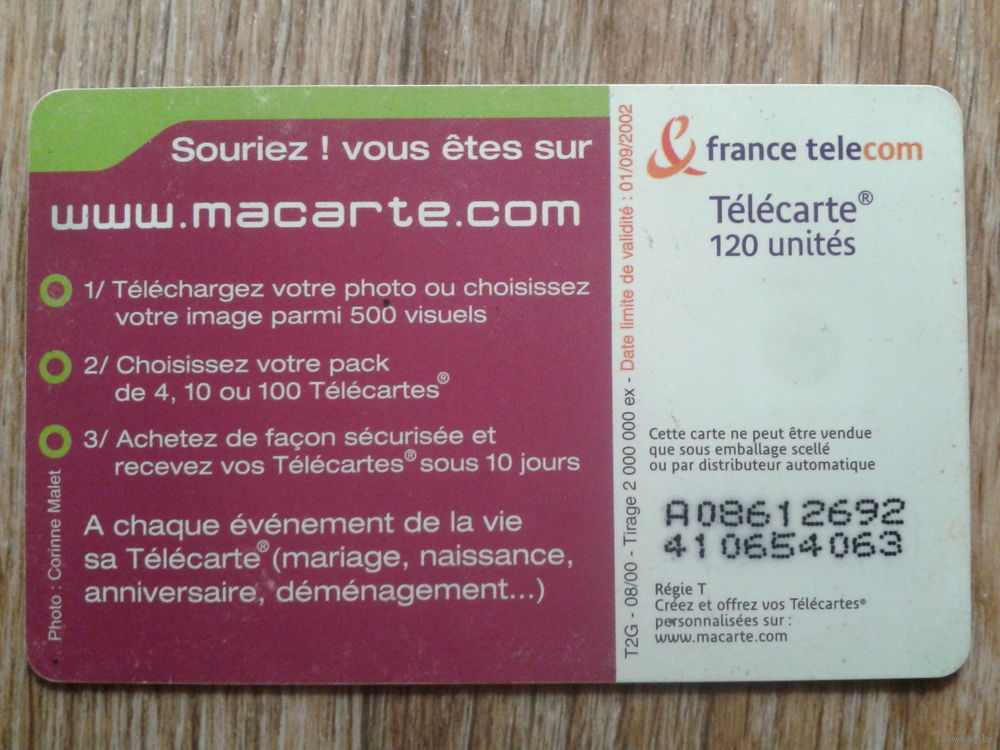 Souriez ! vous êtes sur
www.macarte.com
1/ Téléchargez votre photo ou choisissez
votre image parmi 500 visuels
2/ Choisissez votre pack
de 4, 10 ou 100 Télécartes®
3/ Achetez de façon sécurisée et
recevez vos Télécartes® sous 10 jours
A chaque événement de la vie
sa Télécarte® (mariage, naissance,
anniversaire, déménagement...)
Photo : Corinne Malet
T2G - 08/00 - Tirage 2 000 000 ex - Date limite de validité : 01/09/2002
france telecom
Télécarte®
120 unités
Cette carte ne peut être vendue
que sous emballage scellé
ou par distributeur automatique
A08612692
410654063
Régie T
Créez et offrez vos Télécartes®
personnalisées sur :
www.macarte.com